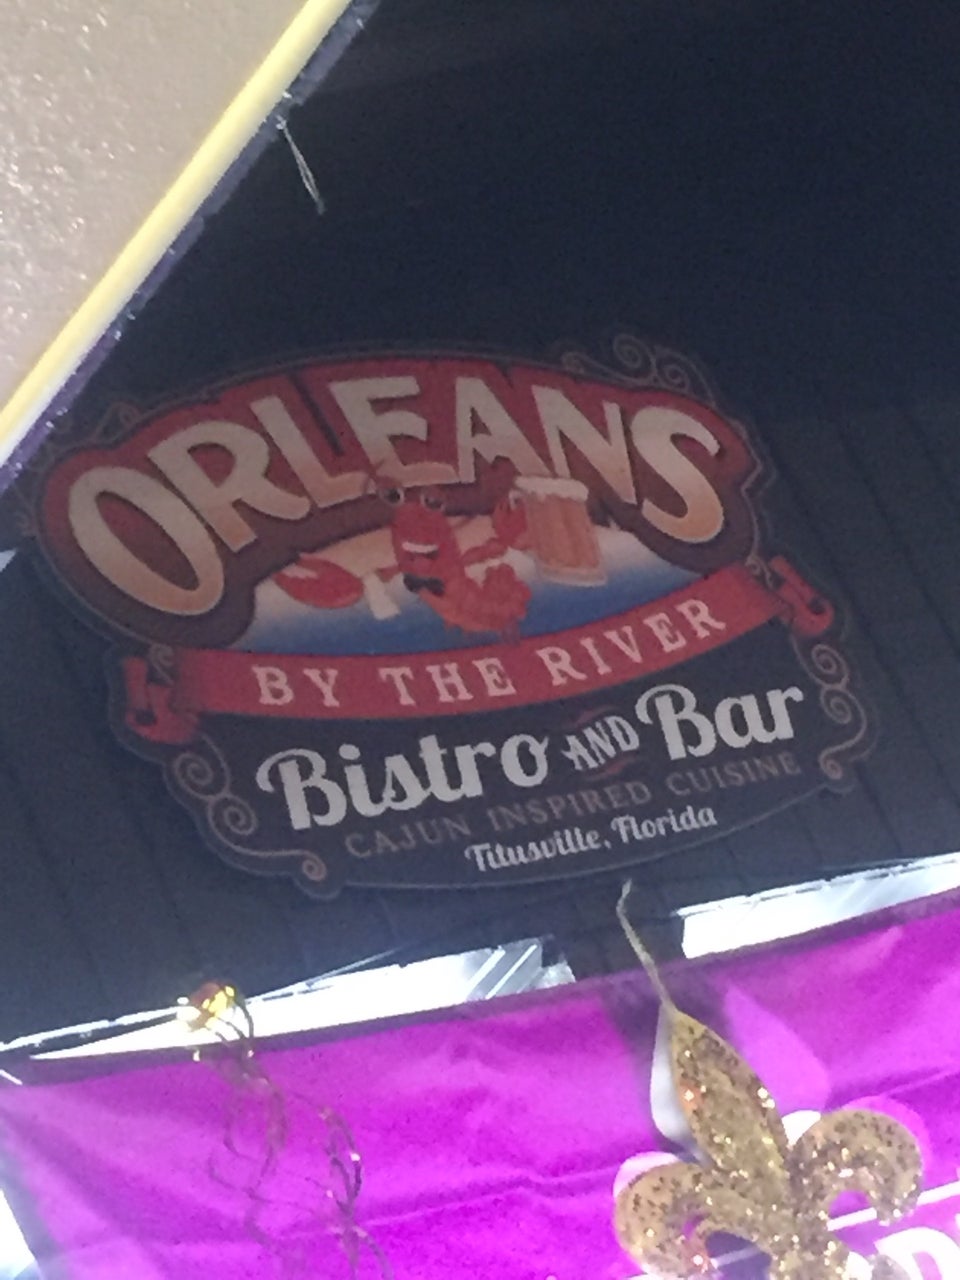 ORLEANS
BY THE RIVER
Bistro AND Bar
CAJUN INSPIRED CUISINE
Titusville, Florida